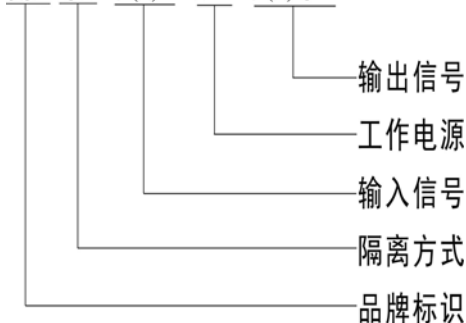 输出信号
工作电源
输入信号
隔离方式
品牌标识